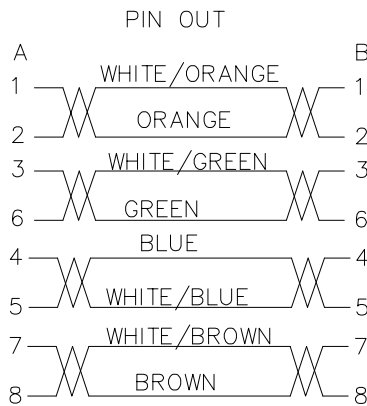 PIN OUT
A B
1 WHITE/ORANGE 1
2 ORANGE 2
3 WHITE/GREEN 3
6 GREEN 6
4 BLUE 4
5 WHITE/BLUE 5
7 WHITE/BROWN 7
8 BROWN 8